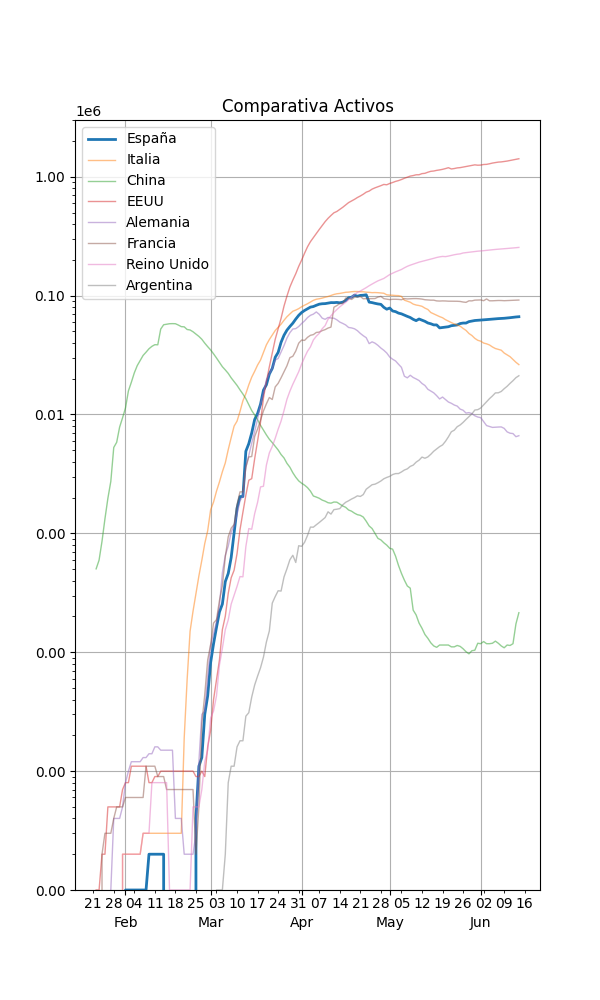 Comparativa Activos
1e6
España
Italia
China
EEUU
Alemania
Francia
Reino Unido
Argentina
1.00
0.10
0.01
0.00
0.00
0.00
0.00
21 28 04 11 18 25 03 10 17 24 31 07 14 21 28 05 12 19 26 02 09 16
Feb Mar Apr May Jun